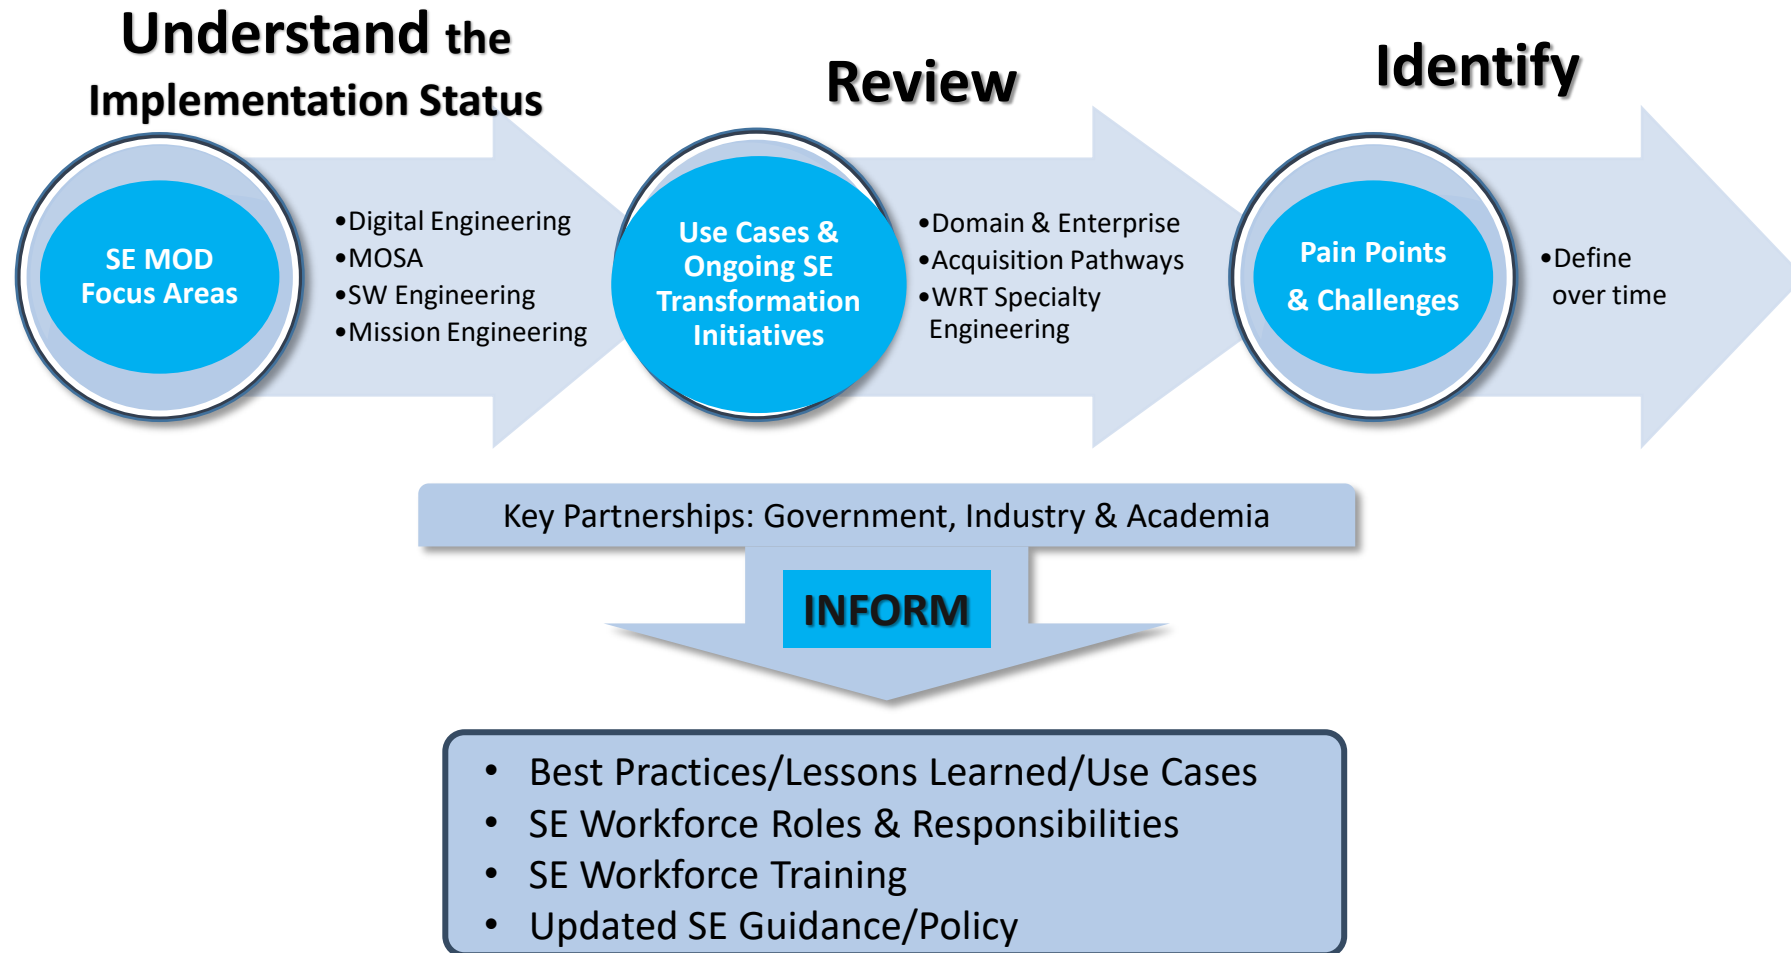 Understand the
Implementation Status
SE MOD
Focus Areas
•Digital Engineering
•MOSA
•SW Engineering
•Mission Engineering
Review
Use Cases &
Ongoing SE
Transformation
Initiatives
•Domain & Enterprise
•Acquisition Pathways
•WRT Specialty
Engineering
Identify
Pain Points
& Challenges
•Define
over time
Key Partnerships: Government, Industry & Academia
INFORM
• Best Practices/Lessons Learned/Use Cases
• SE Workforce Roles & Responsibilities
• SE Workforce Training
• Updated SE Guidance/Policy